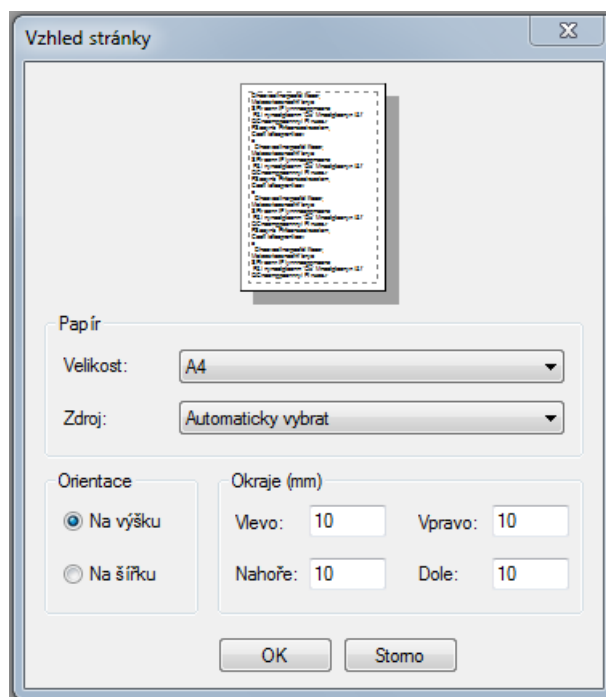 Vzhled stránky
Papír
Velikost:
A4
Zdroj:
Automaticky vybrat
Orientace
Na výšku
Na šířku
Okraje (mm)
Vlevo: 10 Vpravo: 10
Nahoře: 10 Dole: 10
OK Storno